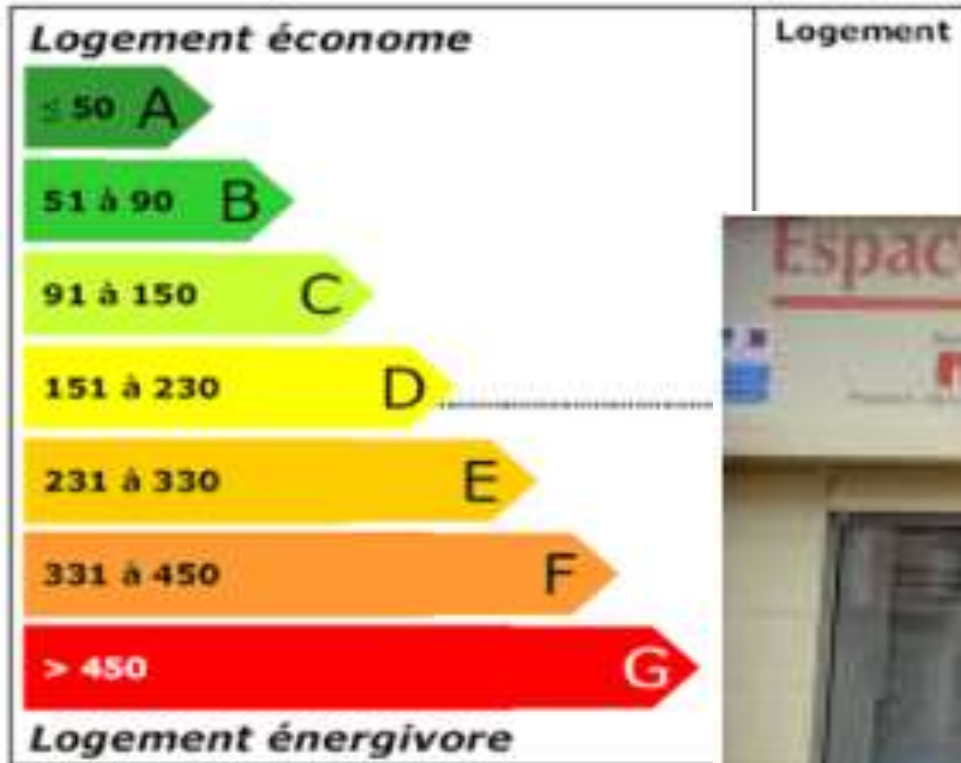 Logement économe
Logement
≤ 50 A
51 à 90 B
91 à 150 C
151 à 230 D
231 à 330 E
331 à 450 F
> 450 G
Logement énergivore
Espac